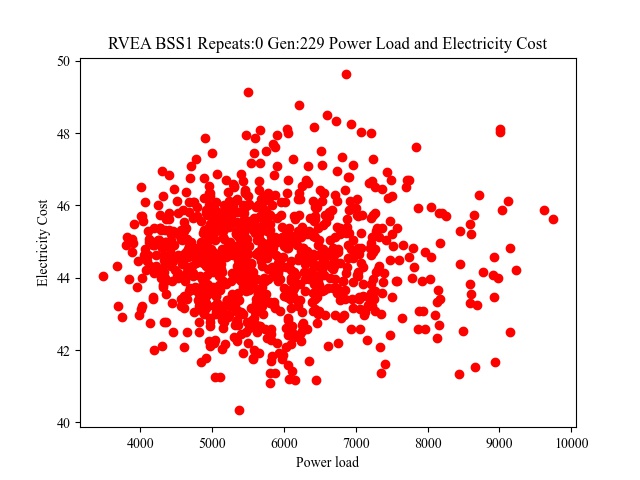 RVEA BSS1 Repeats:0 Gen:229 Power Load and Electricity Cost
50
48
46
44
42
40
Electricity Cost
4000 5000 6000 7000 8000 9000 10000
Power load